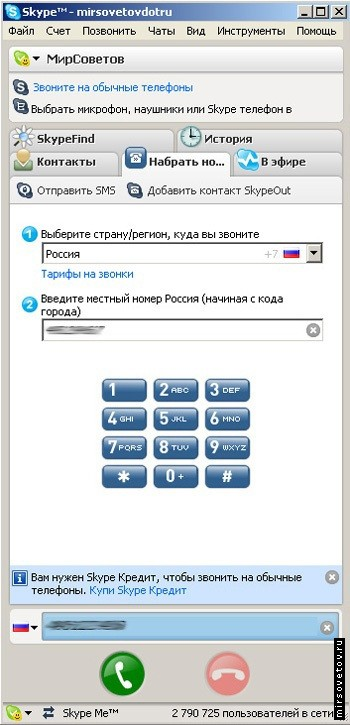 Skype™ - mirsovetovdotru
Файл Счет Позвонить Чаты Вид Инструменты Помощь
МирСоветов
Звоните на обычные телефоны
Выбрать микрофон, наушники или Skype телефон в
SkypeFind История
Контакты Набрать но... В эфире
Отправить SMS Добавить контакт SkypeOut
1 Выберите страну/регион, куда вы звоните
Россия +7
Тарифы на звонки
2 Введите местный номер Россия (начиная с кода
города)
1 2 ABC 3 DEF
4 GHI 5 JKL 6 MNO
7 PQRS 8 TUV 9 WXYZ
* 0 + #
Вам нужен Skype Кредит, чтобы звонить на обычные
телефоны. Купи Skype Кредит
Skype Me™ 2 790 725 пользователей в сети
mirsovetov.ru